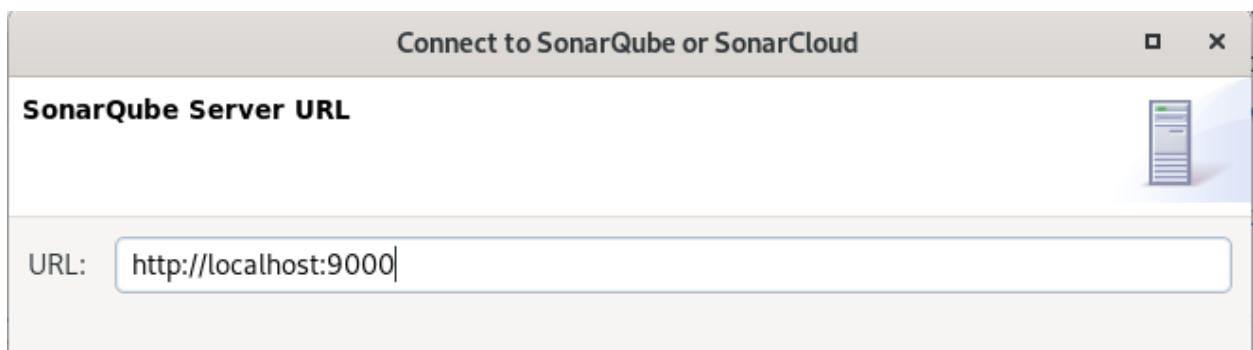 Connect to SonarQube or SonarCloud
SonarQube Server URL
URL: http://localhost:9000